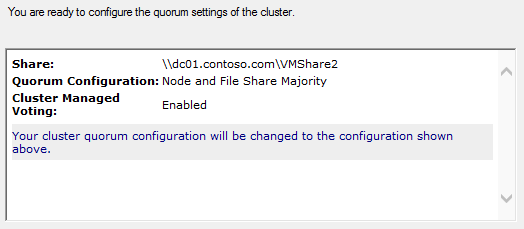 You are ready to configure the quorum settings of the cluster.
Share: \\dc01.contoso.com\VMShare2
Quorum Configuration: Node and File Share Majority
Cluster Managed
Voting: Enabled
Your cluster quorum configuration will be changed to the configuration shown
above.